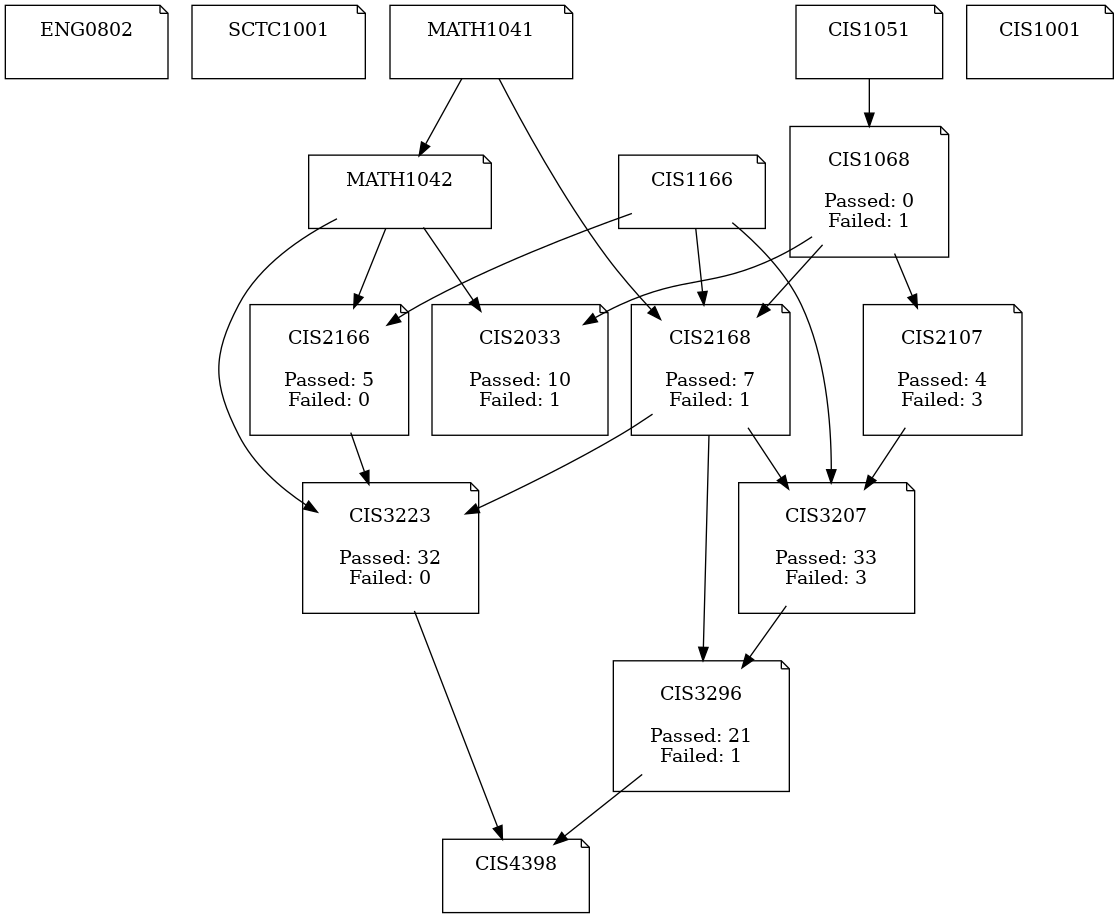 ENG0802
SCTC1001
MATH1041
CIS1051
CIS1001
CIS1068
Passed: 0
Failed: 1
MATH1042
CIS1166
CIS2166
Passed: 5
Failed: 0
CIS2033
Passed: 10
Failed: 1
CIS2168
Passed: 7
Failed: 1
CIS2107
Passed: 4
Failed: 3
CIS3223
Passed: 32
Failed: 0
CIS3207
Passed: 33
Failed: 3
CIS3296
Passed: 21
Failed: 1
CIS4398